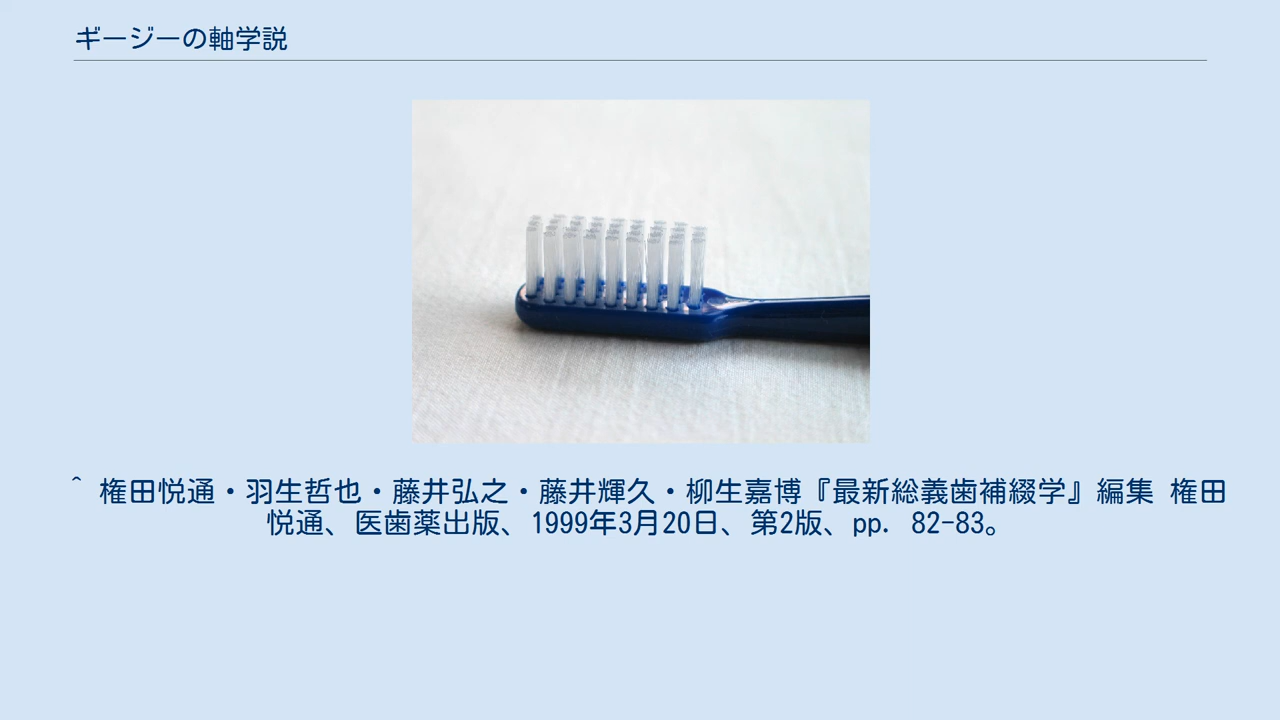 ギージーの軸学説
^ 権田悦通・羽生哲也・藤井弘之・藤井輝久・柳生嘉博『最新総義歯補綴学』編集 権田
悦通、医歯薬出版、1999年3月20日、第2版、pp. 82-83。